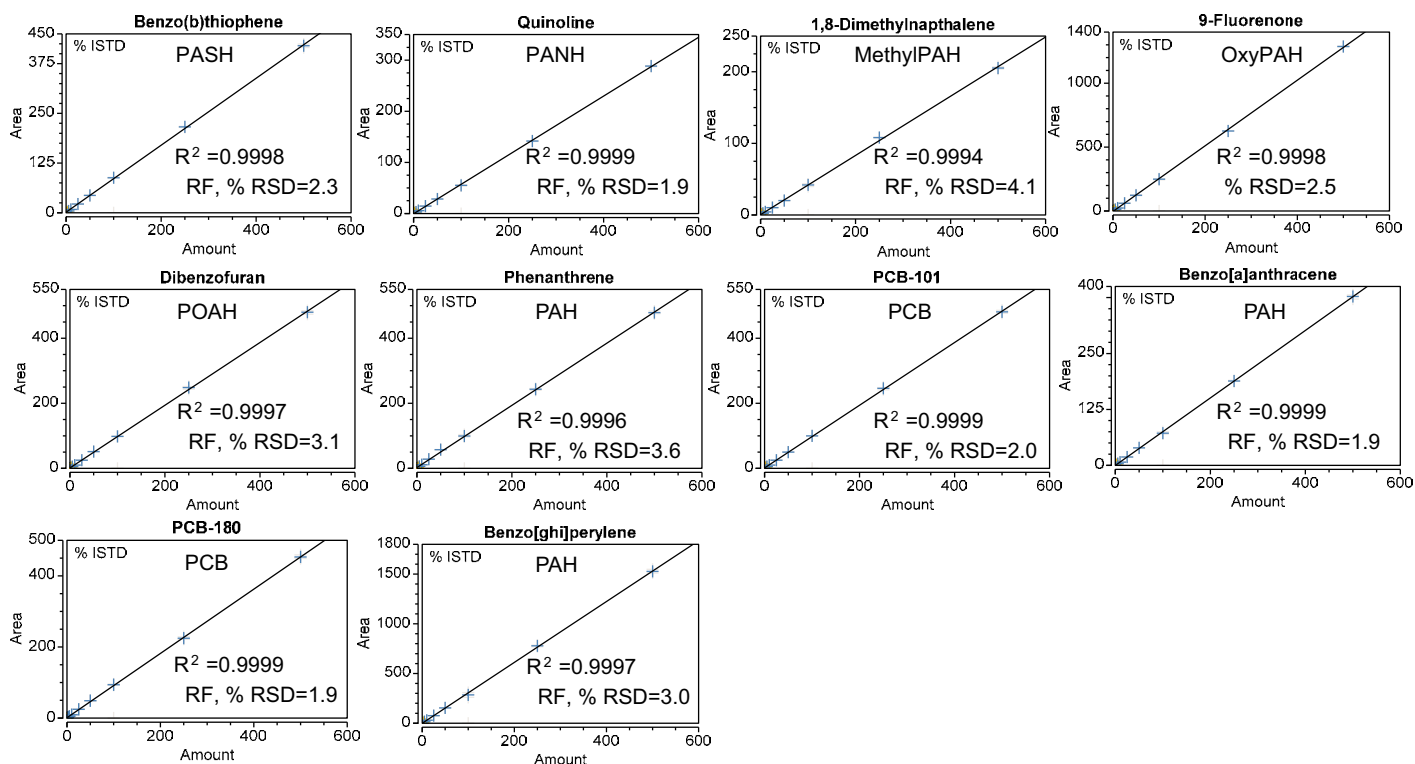 Benzo(b)thiophene
% ISTD
PASH
450
375
250
125
0
Area
R² =0.9998
RF, % RSD=2.3
0 200 400 600
Amount
Quinoline
% ISTD
PANH
350
300
200
100
0
Area
R² =0.9999
RF, % RSD=1.9
0 200 400 600
Amount
1,8-Dimethylnapthalene
% ISTD
MethylPAH
250
200
100
0
Area
R² =0.9994
RF, % RSD=4.1
0 200 400 600
Amount
9-Fluorenone
% ISTD
OxyPAH
1400
1000
500
0
Area
R² =0.9998
% RSD=2.5
0 200 400 600
Amount
Dibenzofuran
% ISTD
POAH
550
400
200
0
Area
R² =0.9997
RF, % RSD=3.1
0 200 400 600
Amount
Phenanthrene
% ISTD
PAH
550
400
200
0
Area
R² =0.9996
RF, % RSD=3.6
0 200 400 600
Amount
PCB-101
% ISTD
PCB
550
400
200
0
Area
R² =0.9999
RF, % RSD=2.0
0 200 400 600
Amount
Benzo[a]anthracene
% ISTD
PAH
400
250
125
0
Area
R² =0.9999
RF, % RSD=1.9
0 200 400 600
Amount
PCB-180
% ISTD
PCB
500
400
200
0
Area
R² =0.9999
RF, % RSD=1.9
0 200 400 600
Amount
Benzo[ghi]perylene
% ISTD
PAH
1800
1500
1000
500
0
Area
R² =0.9997
RF, % RSD=3.0
0 200 400 600
Amount